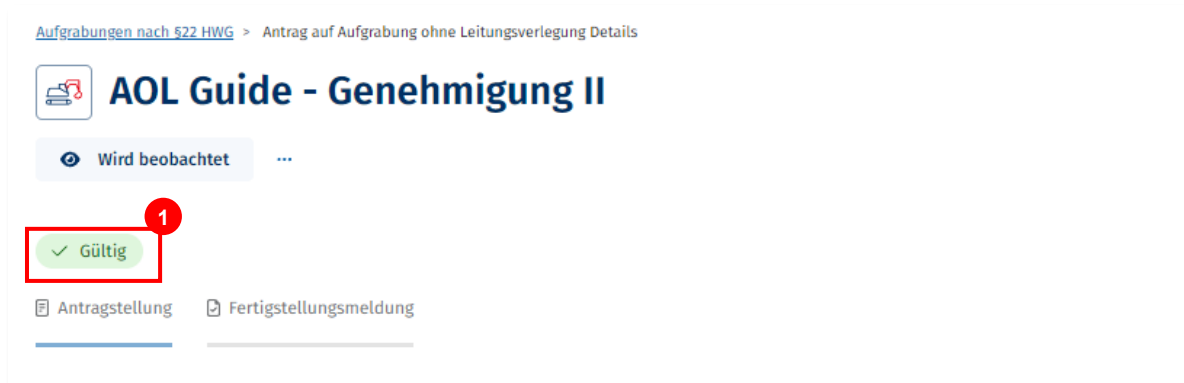 Aufgrabungen nach §22 HWG > Antrag auf Aufgrabung ohne Leitungsverlegung Details
AOL Guide - Genehmigung II
Wird beobachtet ...
1
Gültig
Antragstellung Fertigstellungsmeldung